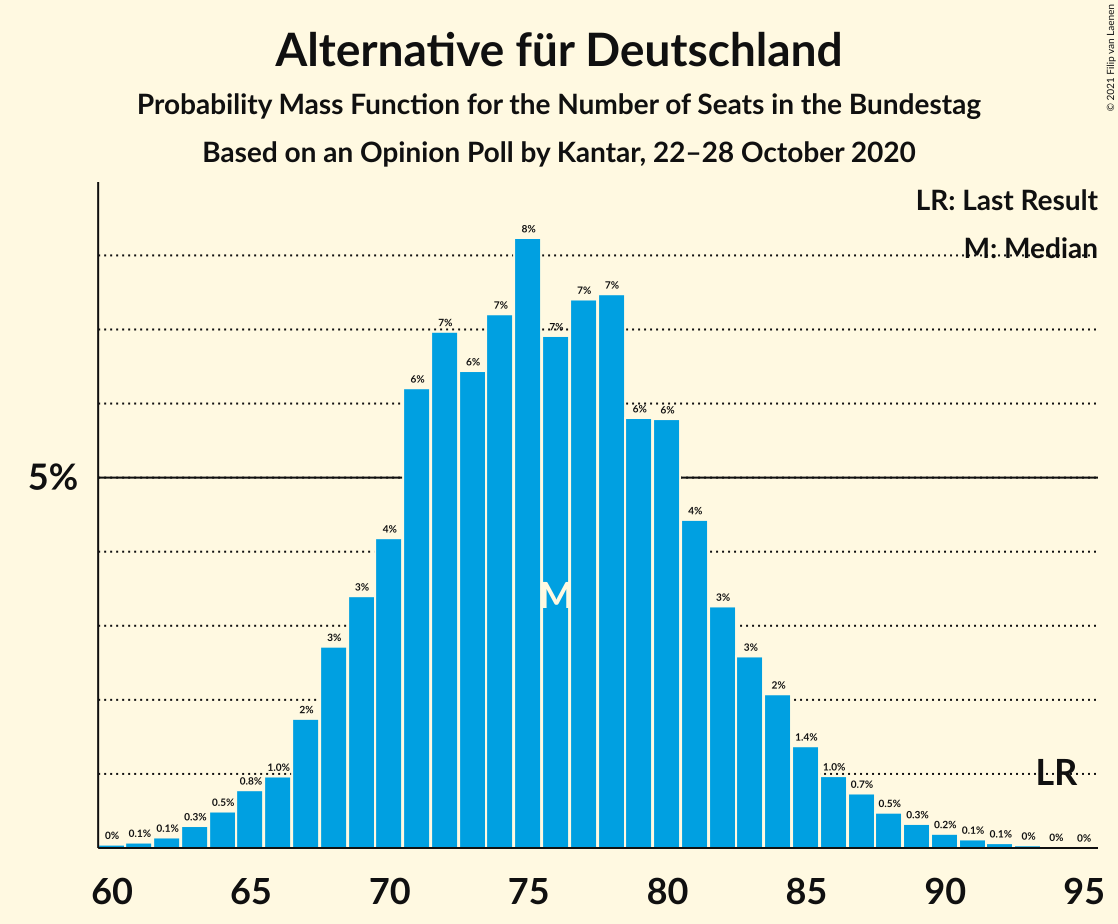 Alternative für Deutschland
Probability Mass Function for the Number of Seats in the Bundestag
Based on an Opinion Poll by Kantar, 22–28 October 2020
© 2021 Filip van Laenen
LR: Last Result
M: Median
5%
0% 0.1% 0.1% 0.3% 0.5% 0.8% 1.0% 2% 3% 3% 4% 6% 7% 6% 7% 8% 7% 7% 7% 6% 6% 4% 3% 3% 2% 1.4% 1.0% 0.7% 0.5% 0.3% 0.2% 0.1% 0.1% 0% 0% 0%
M
LR
60 65 70 75 80 85 90 95